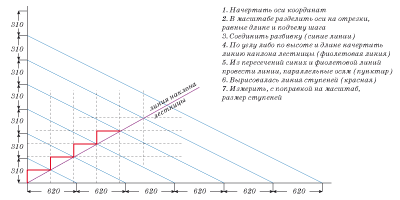 310
310
310
310
310
310
620
620
620
620
620
620
линия наклона
лестницы
1. Начертить оси координат
2. В масштабе разделить оси на отрезки,
равные длине и подъему шага
3. Соединить разбивку (синие линии)
4. По углу либо по высоте и длине начертить
линию наклона лестницы (фиолетовая линия)
5. Из пересечений синих и фиолетовой линий
провести линии, параллельные осям (пунктир)
6. Вырисовалась линия ступеней (красная)
7. Измерить, с поправкой на масштаб,
размер ступеней